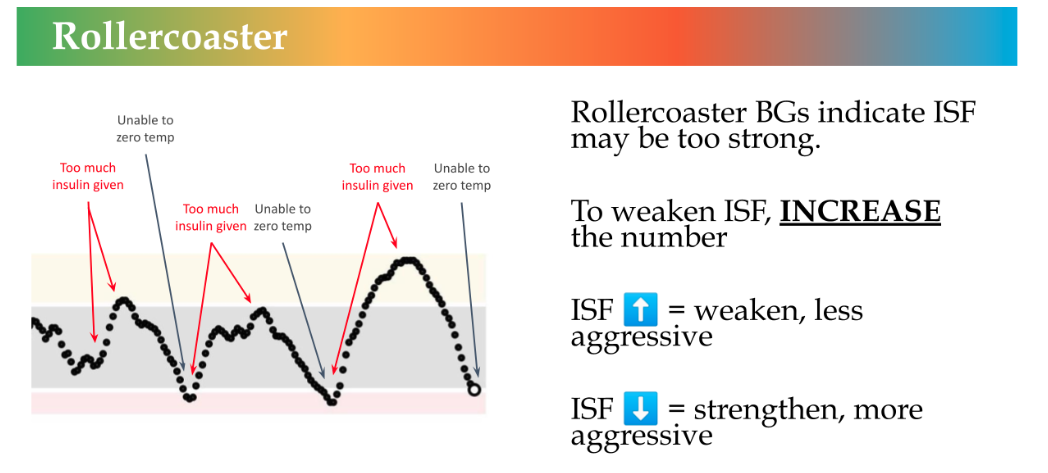 Rollercoaster
Unable to
zero temp
Too much
insulin given
Too much
insulin given
Unable to
zero temp
Too much
insulin given
Unable to
zero temp
Rollercoaster BGs indicate ISF
may be too strong.
To weaken ISF, INCREASE
the number
ISF ⬆️ = weaken, less
aggressive
ISF ⬇️ = strengthen, more
aggressive